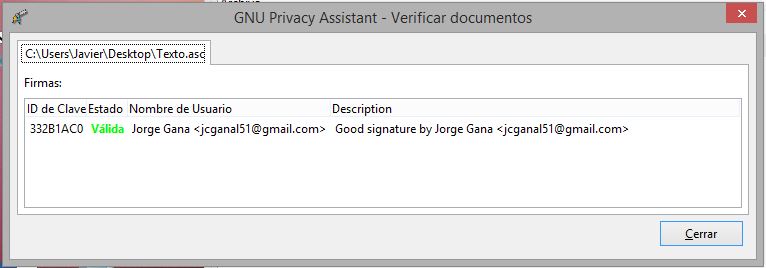 GNU Privacy Assistant - Verificar documentos
C:\Users\Javier\Desktop\Texto.asc
Firmas:
ID de Clave Estado Nombre de Usuario Description
332B1AC0 Válida Jorge Gana <jcganal51@gmail.com> Good signature by Jorge Gana <jcganal51@gmail.com>
Cerrar